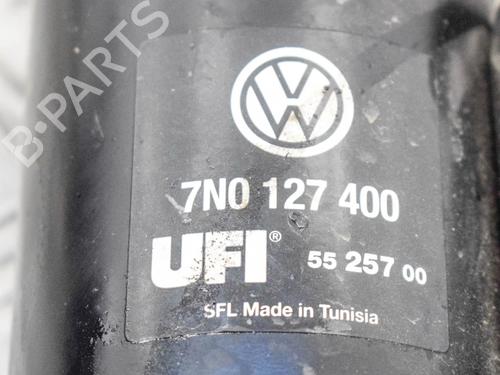 B-PARTS
7N0 127 400
UFI® 55 257 00
SFL Made in Tunisia